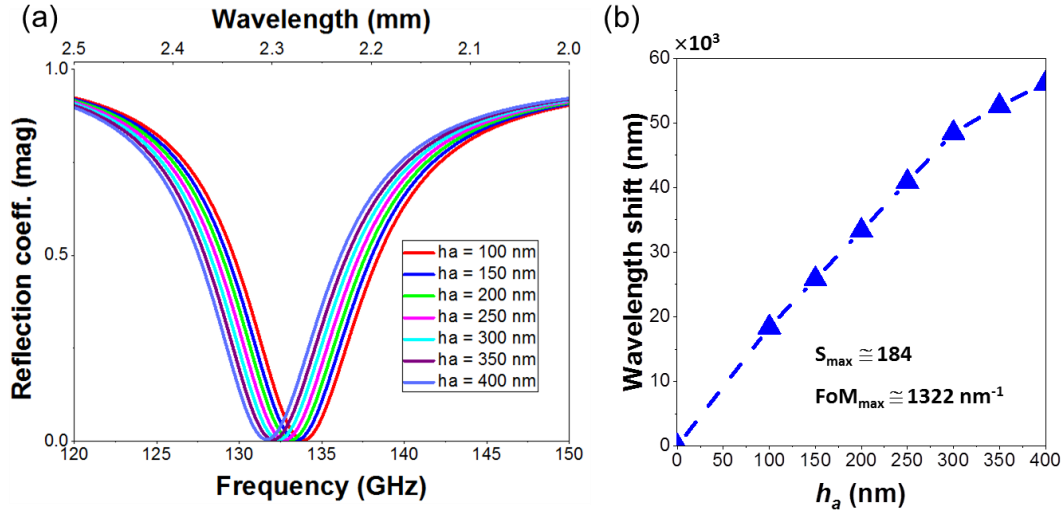 (a)
Wavelength (mm)
2.5 2.4 2.3 2.2 2.1 2.0
Reflection coeff. (mag)
1.0
0.5
0.0
ha = 100 nm
ha = 150 nm
ha = 200 nm
ha = 250 nm
ha = 300 nm
ha = 350 nm
ha = 400 nm
120 125 130 135 140 145 150
Frequency (GHz)
(b)
×10³
Wavelength shift (nm)
60
50
40
30
20
10
0
Smax ≅ 184
FoMmax ≅ 1322 nm⁻¹
0 50 100 150 200 250 300 350 400
ha (nm)